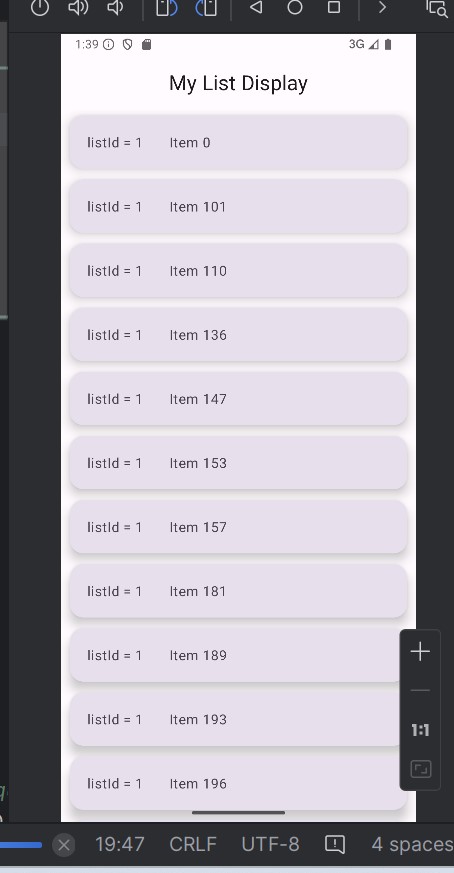 1:39 3G
My List Display
listId = 1 Item 0
listId = 1 Item 101
listId = 1 Item 110
listId = 1 Item 136
listId = 1 Item 147
listId = 1 Item 153
listId = 1 Item 157
listId = 1 Item 181
listId = 1 Item 189
listId = 1 Item 193
1:1
listId = 1 Item 196
19:47 CRLF UTF-8 4 spaces